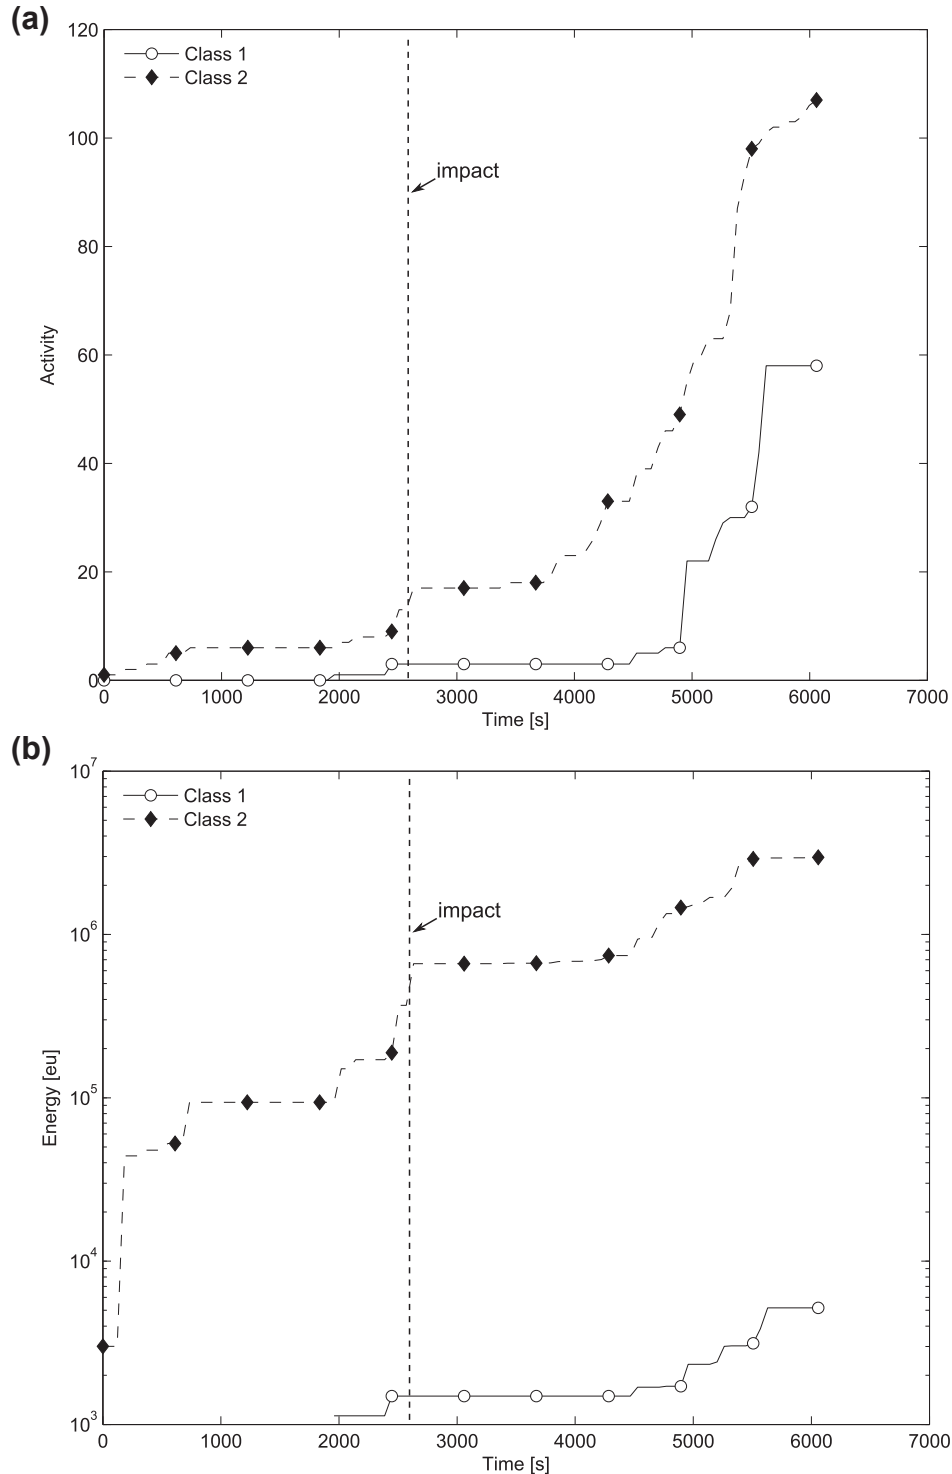 (a)
120
100
80
60
40
20
0
Activity
Class 1
Class 2
impact
0 1000 2000 3000 4000 5000 6000 7000
Time [s]
(b)
10^7
10^6
10^5
10^4
10^3
Energy [eu]
Class 1
Class 2
impact
0 1000 2000 3000 4000 5000 6000 7000
Time [s]